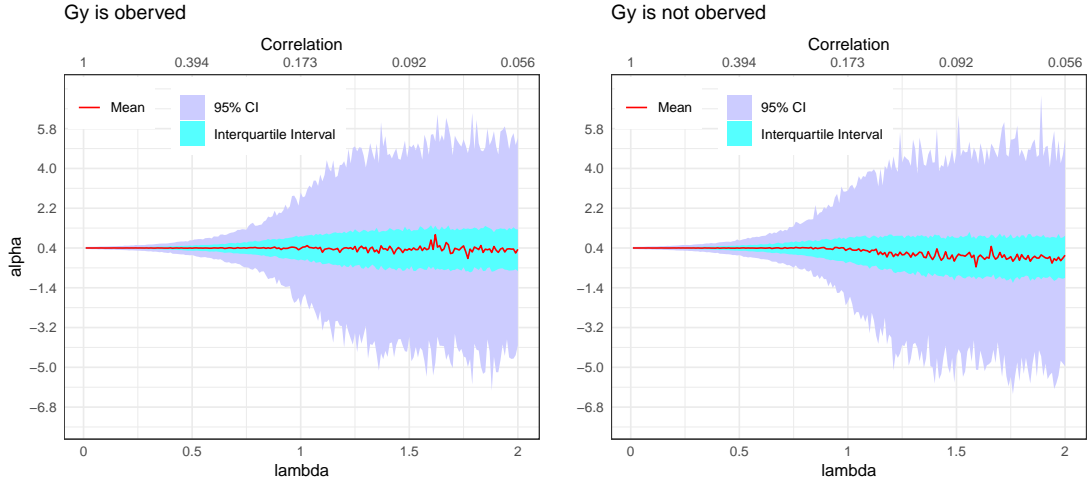 Gy is oberved
Correlation
1 0.394 0.173 0.092 0.056
Mean
95% CI
Interquartile Interval
5.8
4.0
2.2
0.4
−1.4
−3.2
−5.0
−6.8
alpha
0 0.5 1 1.5 2
lambda
Gy is not oberved
Correlation
1 0.394 0.173 0.092 0.056
Mean
95% CI
Interquartile Interval
5.8
4.0
2.2
0.4
−1.4
−3.2
−5.0
−6.8
0 0.5 1 1.5 2
lambda